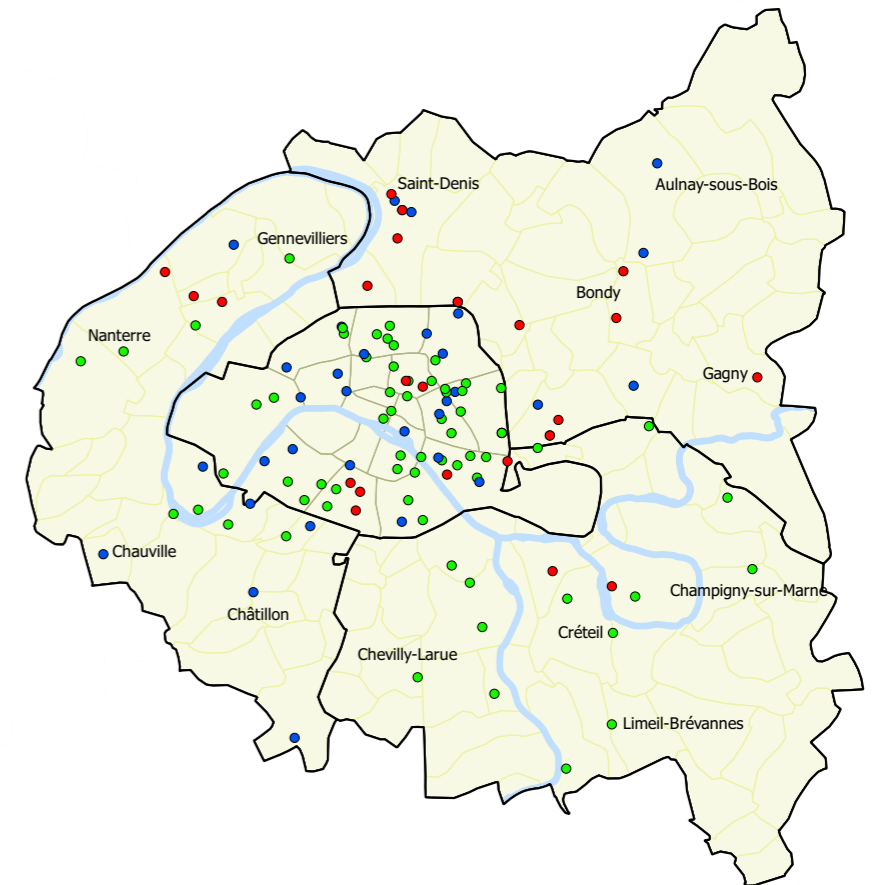 Saint-Denis
Aulnay-sous-Bois
Gennevilliers
Bondy
Nanterre
Gagny
Chauville
Champigny-sur-Marne
Châtillon
Créteil
Chevilly-Larue
Limeil-Brévannes